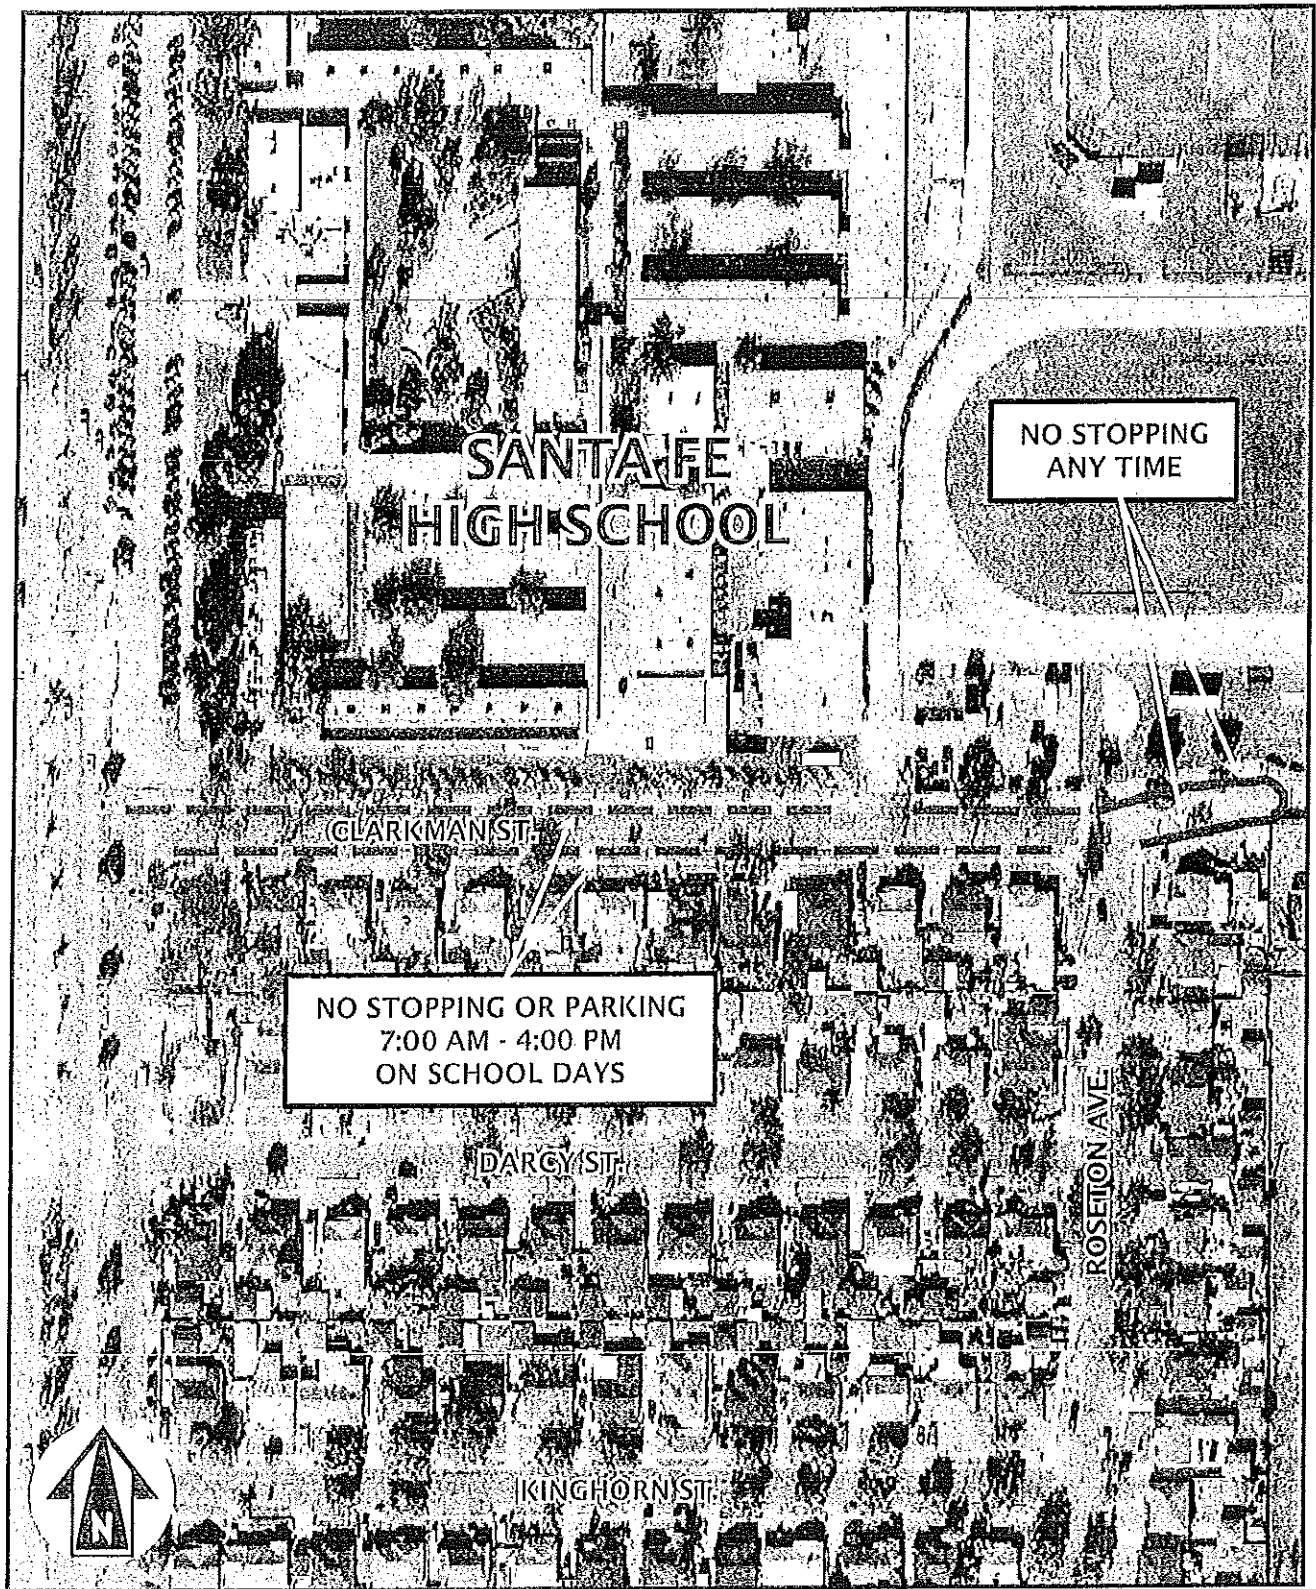 SANTA FE
HIGH SCHOOL
NO STOPPING
ANY TIME
CLARKMAN ST.
NO STOPPING OR PARKING
7:00 AM - 4:00 PM
ON SCHOOL DAYS
DARCY ST.
ROSETON AVE.
KINGHORN ST.
N